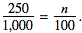 250/1,000 = n/100.